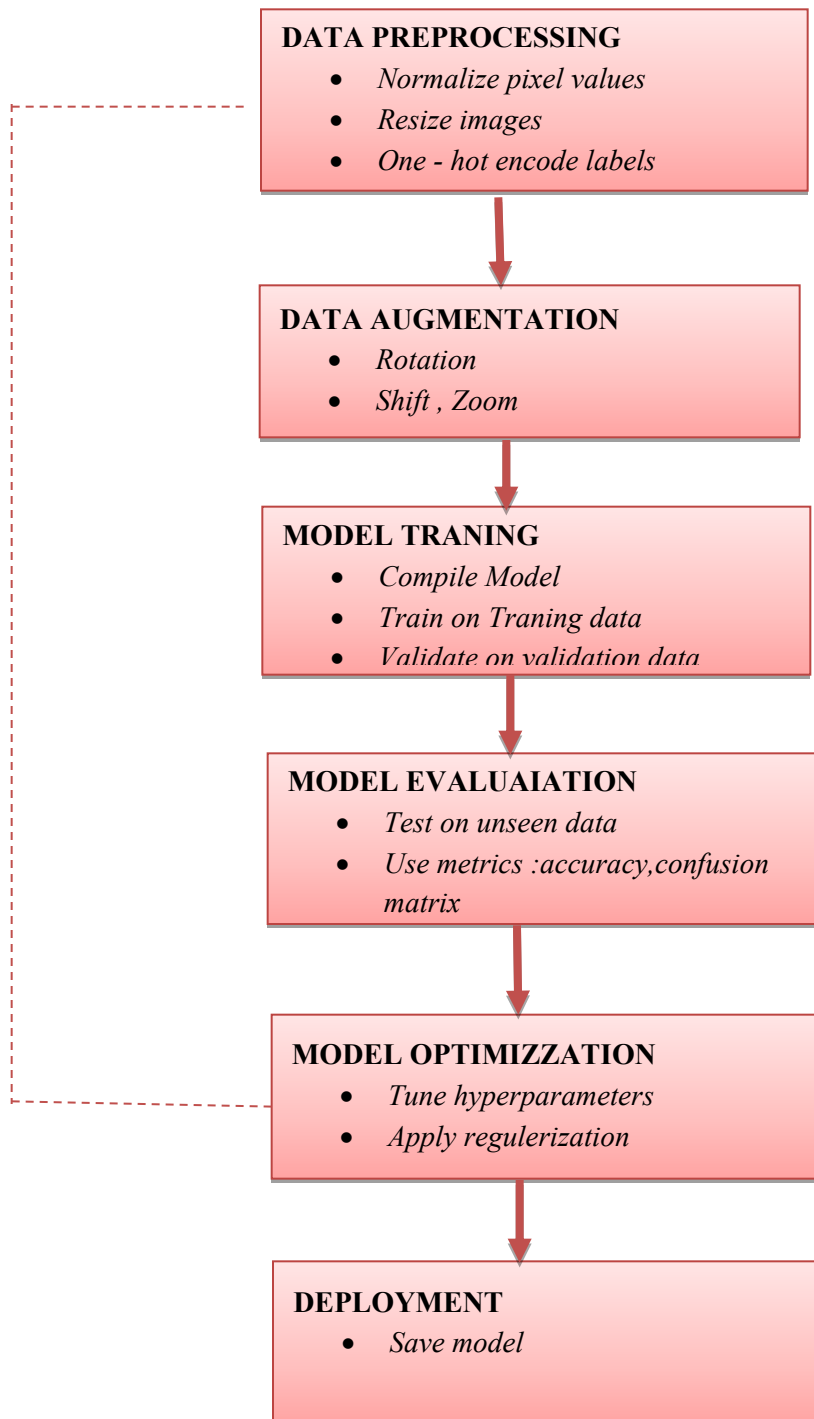 DATA PREPROCESSING
• Normalize pixel values
• Resize images
• One - hot encode labels
DATA AUGMENTATION
• Rotation
• Shift , Zoom
MODEL TRANING
• Compile Model
• Train on Traning data
• Validate on validation data
MODEL EVALUAIATION
• Test on unseen data
• Use metrics :accuracy,confusion
matrix
MODEL OPTIMIZZATION
• Tune hyperparameters
• Apply regulerization
DEPLOYMENT
• Save model